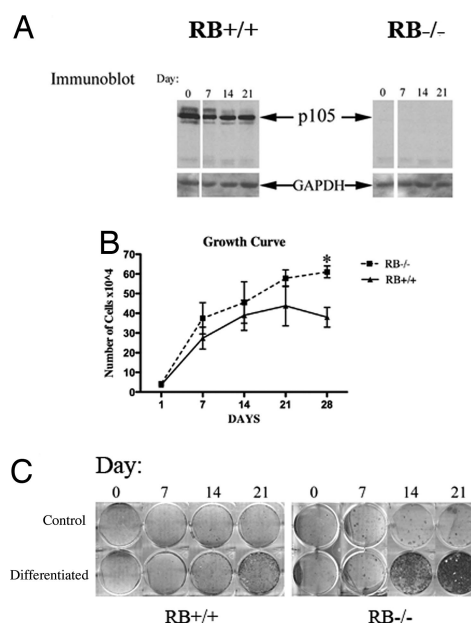 A
RB+/+
RB-/-
Immunoblot
Day:
0 7 14 21
0 7 14 21
p105
GAPDH
B
Growth Curve
Number of Cells x10^4
70
60
50
40
30
20
10
0
1 7 14 21 28
DAYS
*
RB-/-
RB+/+
C
Day:
0 7 14 21 0 7 14 21
Control
Differentiated
RB+/+
RB-/-